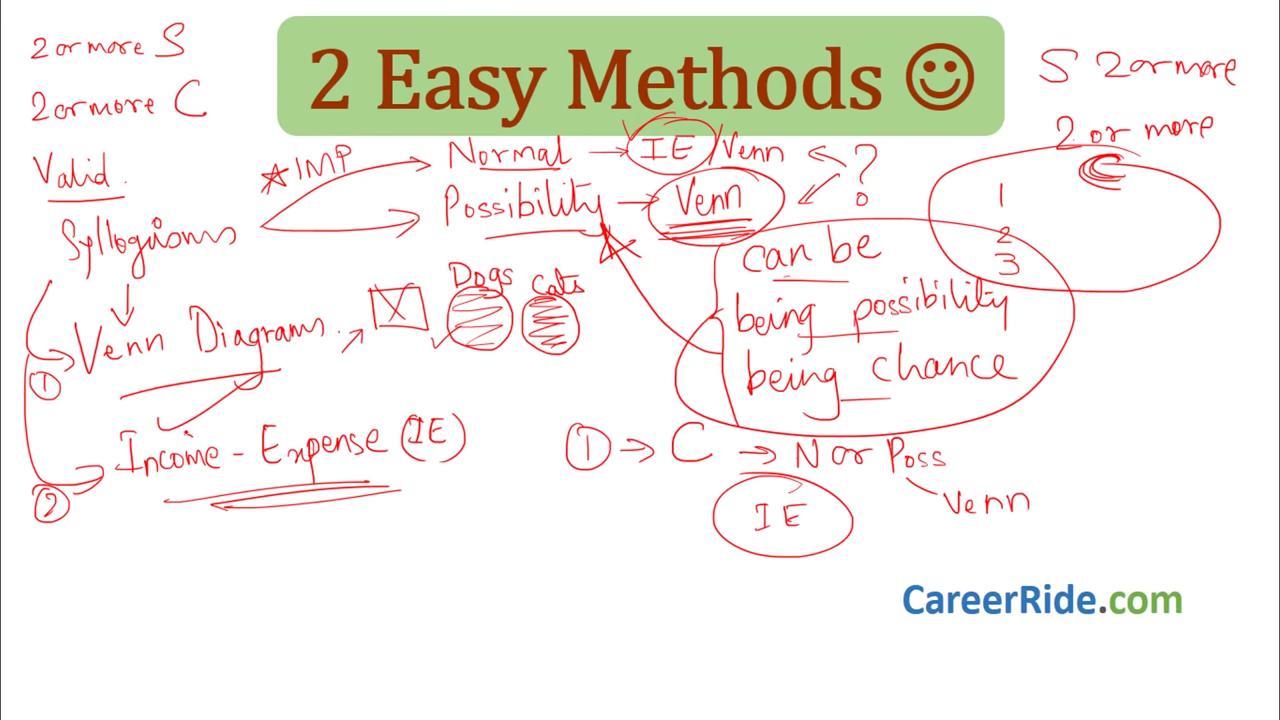 2 Easy Methods
2 or more S
2 or more C
Valid.
Syllogisms
IMP
Normal → IE/Venn ← ?
Possibility → Venn
S 2 or more
2 or more
C
1
2
3
can be
being possibility
being chance
Dogs
Cats
X
① Venn Diagrams.
② Income - Expense (IE)
① → C → N or Poss
IE
Venn
CareerRide.com